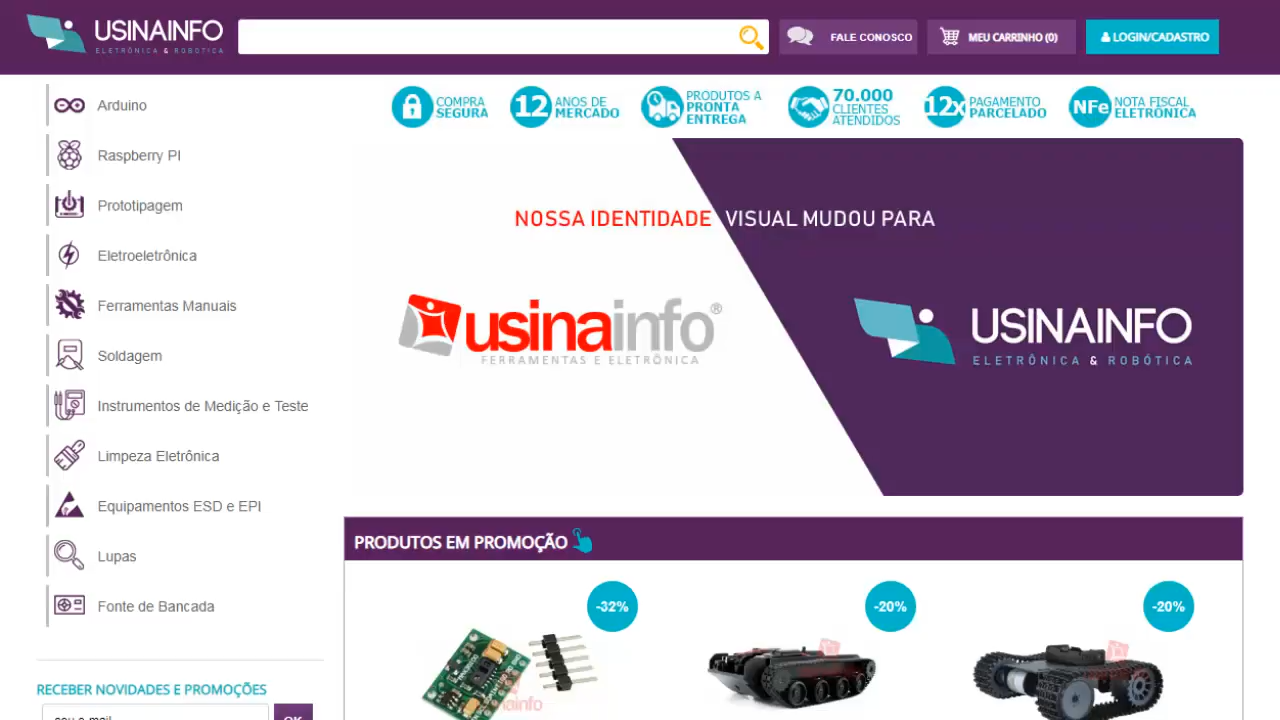 USINAINFO
ELETRÔNICA & ROBÓTICA
FALE CONOSCO
MEU CARRINHO (0)
LOGIN/CADASTRO
Arduino
Raspberry PI
Prototipagem
Eletroeletrônica
Ferramentas Manuais
Soldagem
Instrumentos de Medição e Teste
Limpeza Eletrônica
Equipamentos ESD e EPI
Lupas
Fonte de Bancada
RECEBER NOVIDADES E PROMOÇÕES
seu e-mail
OK
COMPRA
SEGURA
12 ANOS DE
MERCADO
PRODUTOS A
PRONTA
ENTREGA
70.000
CLIENTES
ATENDIDOS
12x PAGAMENTO
PARCELADO
NFe NOTA FISCAL
ELETRÔNICA
NOSSA IDENTIDADE VISUAL MUDOU PARA
usinainfo®
FERRAMENTAS E ELETRÔNICA
USINAINFO
ELETRÔNICA & ROBÓTICA
PRODUTOS EM PROMOÇÃO
-32%
-20%
-20%